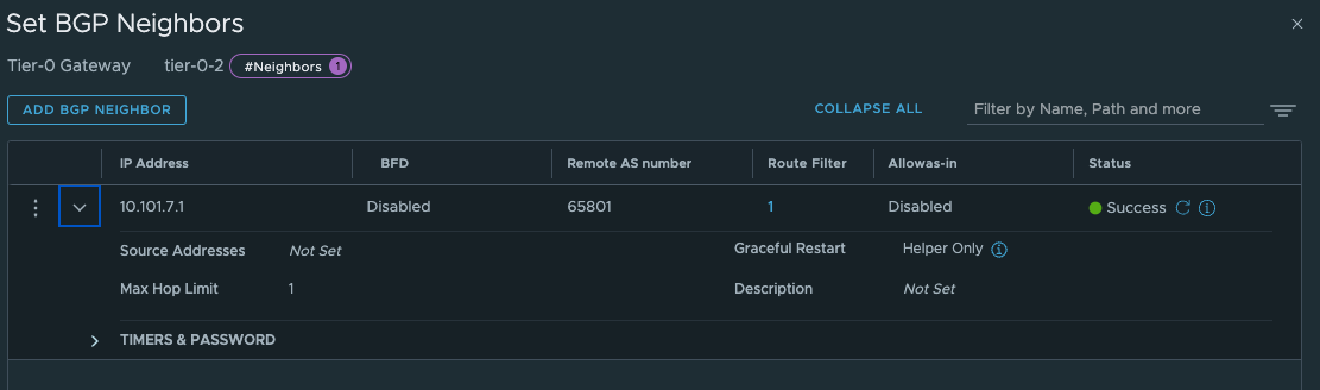 Set BGP Neighbors
Tier-0 Gateway tier-0-2 #Neighbors 1
ADD BGP NEIGHBOR COLLAPSE ALL Filter by Name, Path and more
IP Address BFD Remote AS number Route Filter Allowas-in Status
10.101.7.1 Disabled 65801 1 Disabled Success
Source Addresses Not Set Graceful Restart Helper Only
Max Hop Limit 1 Description Not Set
TIMERS & PASSWORD